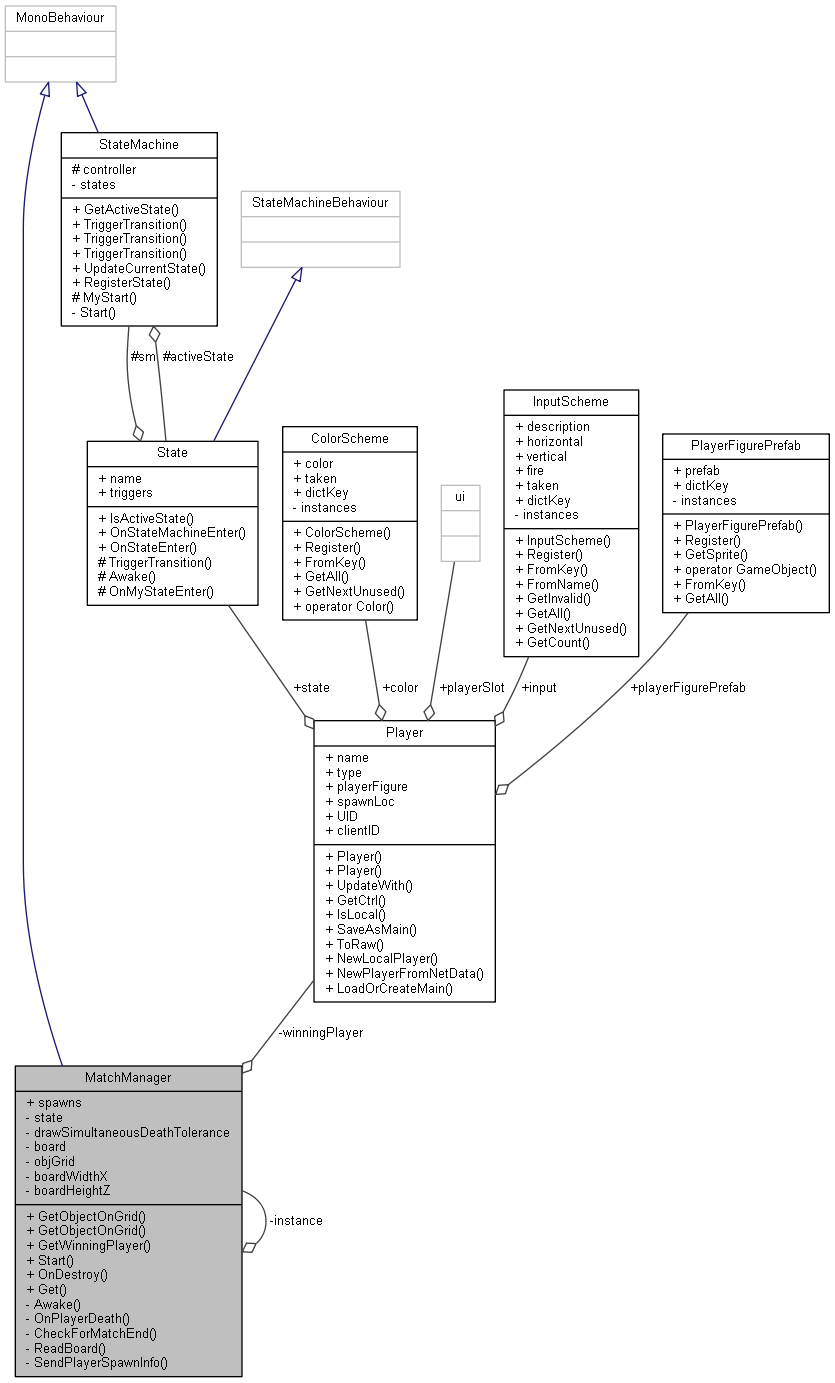 MonoBehaviour
StateMachine
# controller
- states
+ GetActiveState()
+ TriggerTransition()
+ TriggerTransition()
+ TriggerTransition()
+ UpdateCurrentState()
+ RegisterState()
# MyStart()
- Start()
StateMachineBehaviour
#sm
#activeState
State
+ name
+ triggers
+ IsActiveState()
+ OnStateMachineEnter()
+ OnStateEnter()
# TriggerTransition()
# Awake()
# OnMyStateEnter()
ColorScheme
+ color
+ taken
+ dictKey
- instances
+ ColorScheme()
+ Register()
+ FromKey()
+ GetAll()
+ GetNextUnused()
+ operator Color()
ui
InputScheme
+ description
+ horizontal
+ vertical
+ fire
+ taken
+ dictKey
- instances
+ InputScheme()
+ Register()
+ FromKey()
+ FromName()
+ GetInvalid()
+ GetAll()
+ GetNextUnused()
+ GetCount()
PlayerFigurePrefab
+ prefab
+ dictKey
- instances
+ PlayerFigurePrefab()
+ Register()
+ GetSprite()
+ operator GameObject()
+ FromKey()
+ GetAll()
+state
+color
+playerSlot
+input
+playerFigurePrefab
Player
+ name
+ type
+ playerFigure
+ spawnLoc
+ UID
+ clientID
+ Player()
+ Player()
+ UpdateWith()
+ GetCtrl()
+ IsLocal()
+ SaveAsMain()
+ ToRaw()
+ NewLocalPlayer()
+ NewPlayerFromNetData()
+ LoadOrCreateMain()
-winningPlayer
MatchManager
+ spawns
- state
- drawSimultaneousDeathTolerance
- board
- objGrid
- boardWidthX
- boardHeightZ
+ GetObjectOnGrid()
+ GetObjectOnGrid()
+ GetWinningPlayer()
+ Start()
+ OnDestroy()
+ Get()
- Awake()
- OnPlayerDeath()
- CheckForMatchEnd()
- ReadBoard()
- SendPlayerSpawnInfo()
-instance